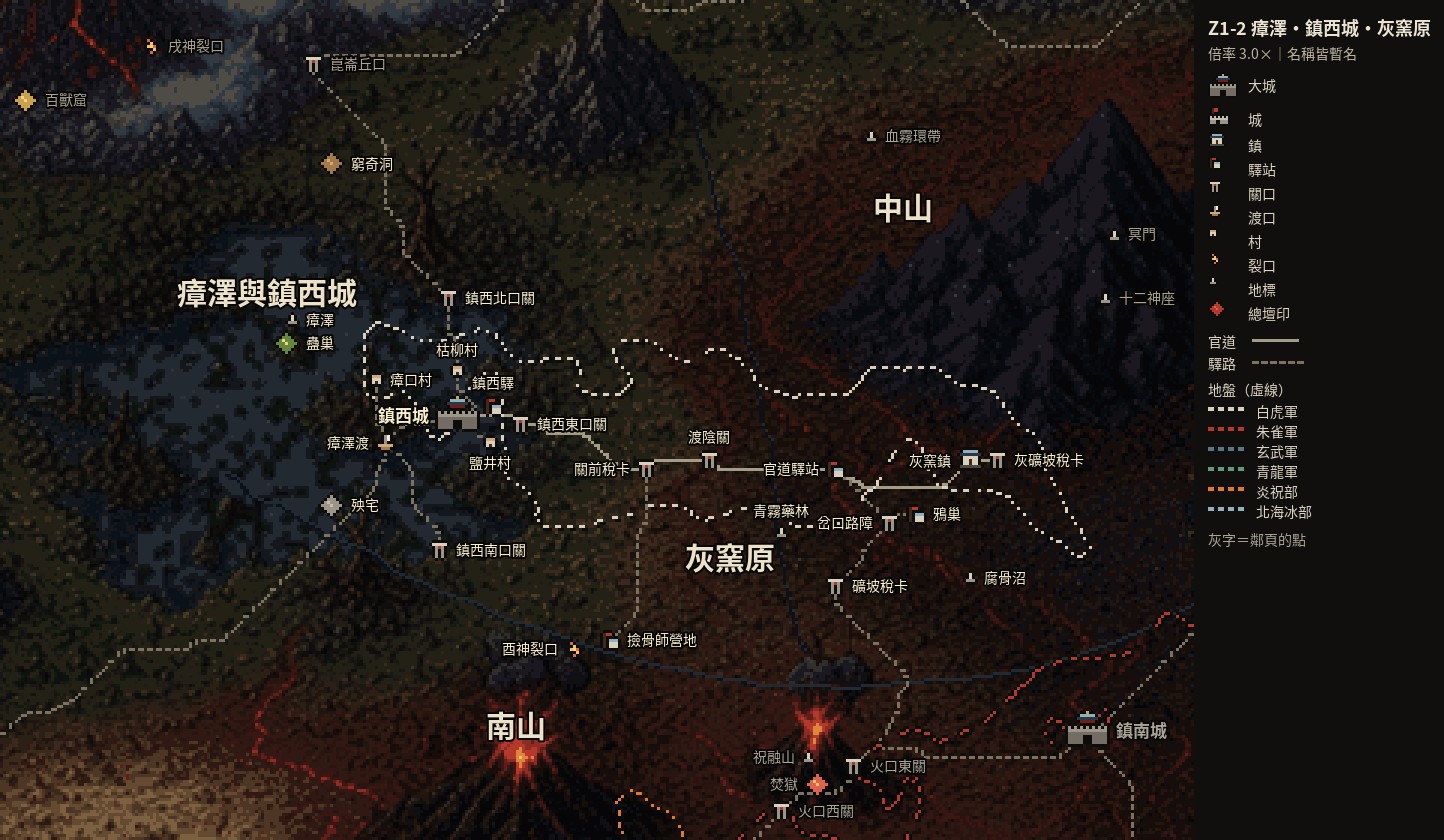 戌神裂口
崑崙丘口
百獸窟
血霧環帶
窮奇洞
中山
冥門
瘴澤與鎮西城
鎮西北口關
十二神座
瘴澤
蠱巢
枯柳村
瘴口村
鎮西驛
鎮西城
鎮西東口關
瘴澤渡
渡陰關
鹽井村
關前稅卡
官道驛站
灰窯鎮
灰礦坡稅卡
殃宅
青霧藥林
岔口路障
鴉巢
鎮西南口關
灰窯原
礦坡稅卡
腐骨沼
酉神裂口
撿骨師營地
南山
鎮南城
祝融山
火口東關
焚獄
火口西關
Z1-2 瘴澤・鎮西城・灰窯原
倍率 3.0×｜名稱皆暫名
大城
城
鎮
驛站
關口
渡口
村
裂口
地標
總壇印
官道
驛路
地盤（虛線）
白虎軍
朱雀軍
玄武軍
青龍軍
炎祝部
北海冰部
灰字＝鄰頁的點